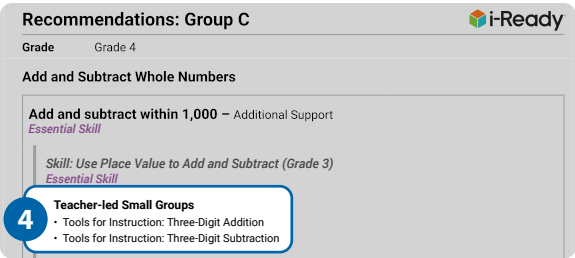 Recommendations: Group C
i-Ready
Grade Grade 4
Add and Subtract Whole Numbers
Add and subtract within 1,000 – Additional Support
Essential Skill
Skill: Use Place Value to Add and Subtract (Grade 3)
Essential Skill
4
Teacher-led Small Groups
• Tools for Instruction: Three-Digit Addition
• Tools for Instruction: Three-Digit Subtraction